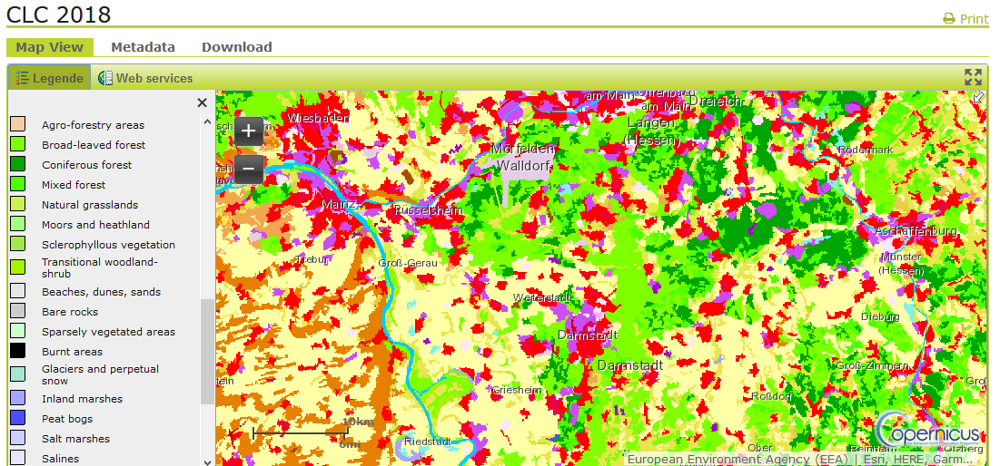 CLC 2018
Print
Map View Metadata Download
Legende Web services
Agro-forestry areas
Broad-leaved forest
Coniferous forest
Mixed forest
Natural grasslands
Moors and heathland
Sclerophyllous vegetation
Transitional woodland-
shrub
Beaches, dunes, sands
Bare rocks
Sparsely vegetated areas
Burnt areas
Glaciers and perpetual
snow
Inland marshes
Peat bogs
Salt marshes
Salines
+
−
am Main
Offenbach
am Main
Dreieich
Wiesbaden
Langen
(Hessen)
Mörfelden
Walldorf
Rödermark
Mainz
Rüsselsheim
Aschaffenburg
Trebur
Groß-Gerau
Münster
(Hessen)
Weiterstadt
Dieburg
Darmstadt
Darmstadt
Groß-Zimmern
Griesheim
Roßdorf
10km
6mi
Riedstadt
Copernicus
Ober
Reinheim
Otzberg
European Environment Agency (EEA) | Esri, HERE, Garm...